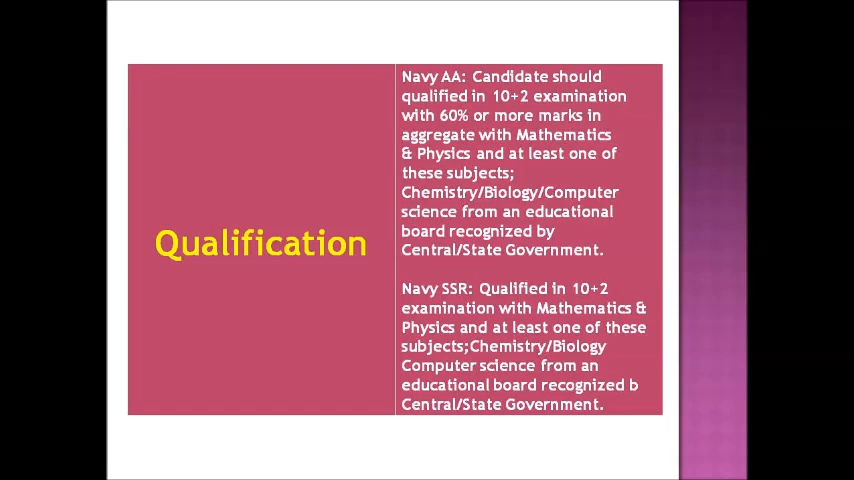 Qualification
Navy AA: Candidate should
qualified in 10+2 examination
with 60% or more marks in
aggregate with Mathematics
& Physics and at least one of
these subjects;
Chemistry/Biology/Computer
science from an educational
board recognized by
Central/State Government.
Navy SSR: Qualified in 10+2
examination with Mathematics &
Physics and at least one of these
subjects;Chemistry/Biology
Computer science from an
educational board recognized b
Central/State Government.